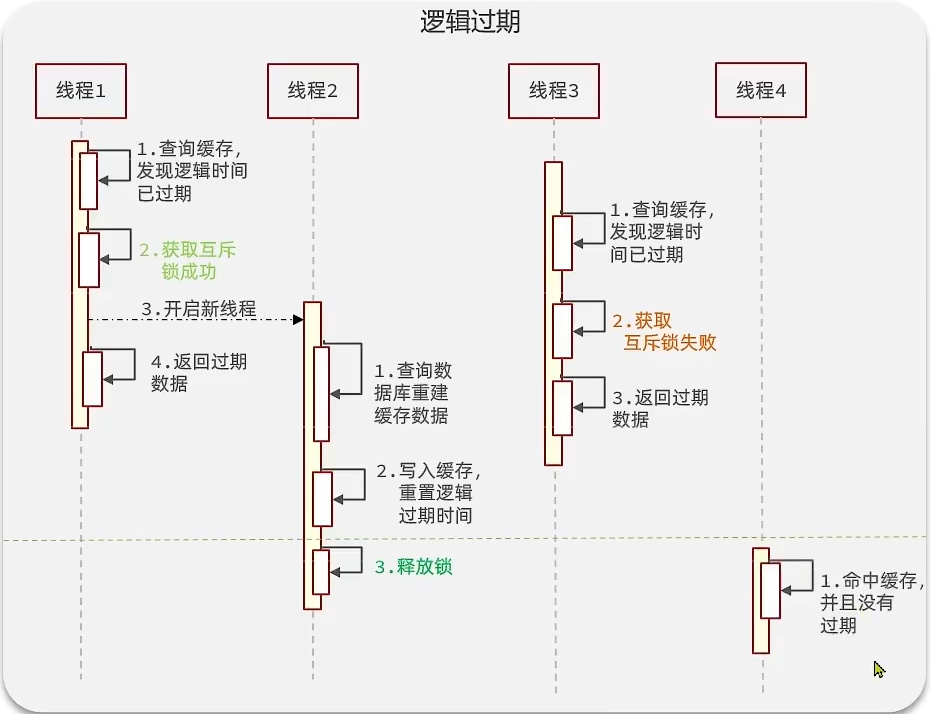 逻辑过期
线程1
线程2
线程3
线程4
1.查询缓存，
发现逻辑时间
已过期
2.获取互斥
锁成功
3.开启新线程
4.返回过期
数据
1.查询数
据库重建
缓存数据
2.写入缓存，
重置逻辑
过期时间
3.释放锁
1.查询缓存，
发现逻辑时
间已过期
2.获取
互斥锁失败
3.返回过期
数据
1.命中缓存，
并且没有
过期